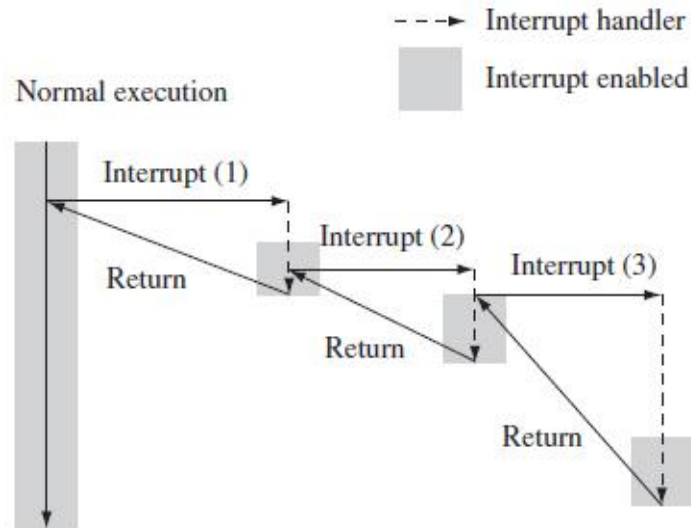 Interrupt handler
Interrupt enabled
Normal execution
Interrupt (1)
Interrupt (2)
Interrupt (3)
Return
Return
Return